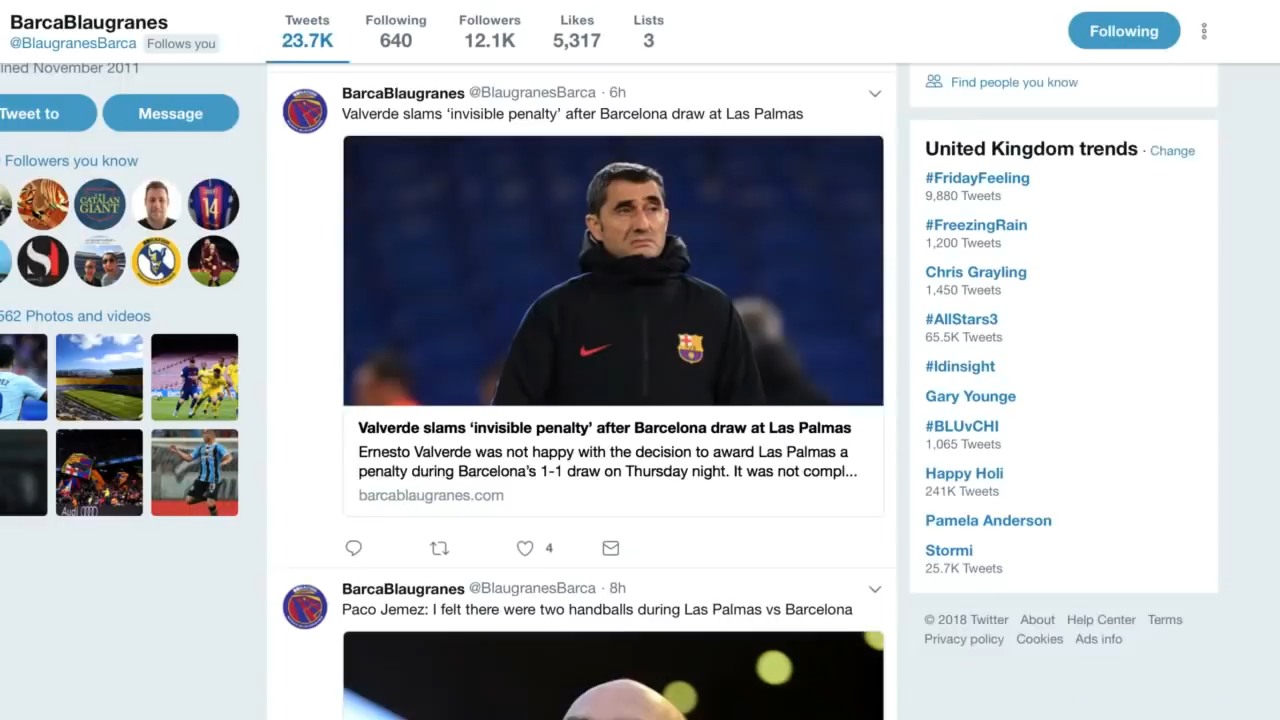 BarcaBlaugranes
@BlaugranesBarca Follows you
Tweets
23.7K
Following
640
Followers
12.1K
Likes
5,317
Lists
3
Following
ined November 2011
Tweet to
Message
Followers you know
THE CATALAN GIANT
14
562 Photos and videos
Audi
BarcaBlaugranes @BlaugranesBarca · 6h
Valverde slams ‘invisible penalty’ after Barcelona draw at Las Palmas
Valverde slams ‘invisible penalty’ after Barcelona draw at Las Palmas
Ernesto Valverde was not happy with the decision to award Las Palmas a
penalty during Barcelona’s 1-1 draw on Thursday night. It was not compl...
barcablaugranes.com
4
BarcaBlaugranes @BlaugranesBarca · 8h
Paco Jemez: I felt there were two handballs during Las Palmas vs Barcelona
Find people you know
United Kingdom trends · Change
#FridayFeeling
9,880 Tweets
#FreezingRain
1,200 Tweets
Chris Grayling
1,450 Tweets
#AllStars3
65.5K Tweets
#Idinsight
Gary Younge
#BLUvCHI
1,065 Tweets
Happy Holi
241K Tweets
Pamela Anderson
Stormi
25.7K Tweets
© 2018 Twitter About Help Center Terms
Privacy policy Cookies Ads info